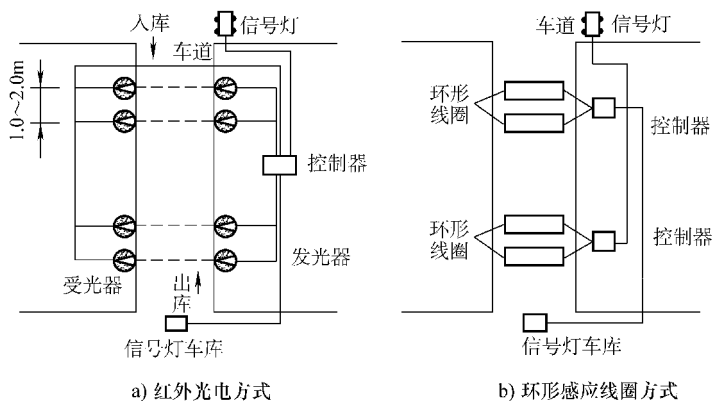 入库
信号灯
车道
1.0～2.0m
控制器
受光器
出库
发光器
信号灯车库
a) 红外光电方式
车道
信号灯
环形
线圈
控制器
环形
线圈
控制器
信号灯车库
b) 环形感应线圈方式